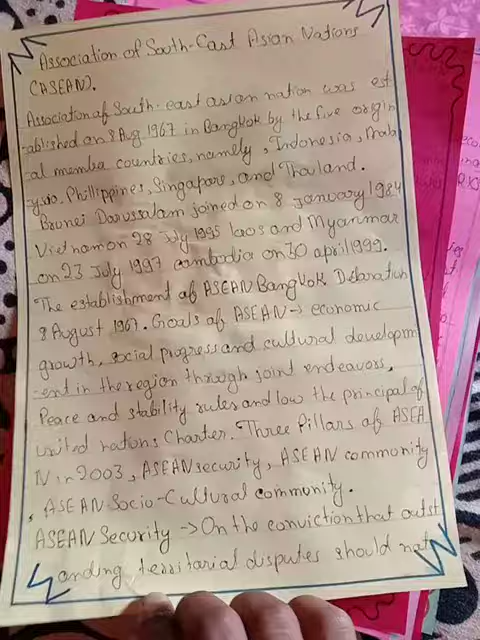 Association of South-East Asian Nations
(ASEAN).
Association of South-east asian nation was est
-ablished on 8 Aug 1967 in Bangkok by the five origin
-al memba countries, namely, Indonesia, Mala
ysia, Phillippines, Singapore, and Thailand.
Brunei Darussalam joined on 8 January 1984
Vietnam on 28 July 1995 laos and Myanmar
on 23 July 1997 cambodia on 30 april 1999.
The establishment of ASEAN Bangkok Delaration
8 August 1967. Goals of ASEAN → economic
growth, social progress and cultural developm
-ent in the region through joint endeavors.
Peace and stability rules and low the principal of
united nations Charter. Three Pillars of ASEA
N in 2003, ASEAN security, ASEAN community
, ASEAN Socio-Cultural community.
ASEAN Security → On the conviction that outst
anding territorial disputes should not